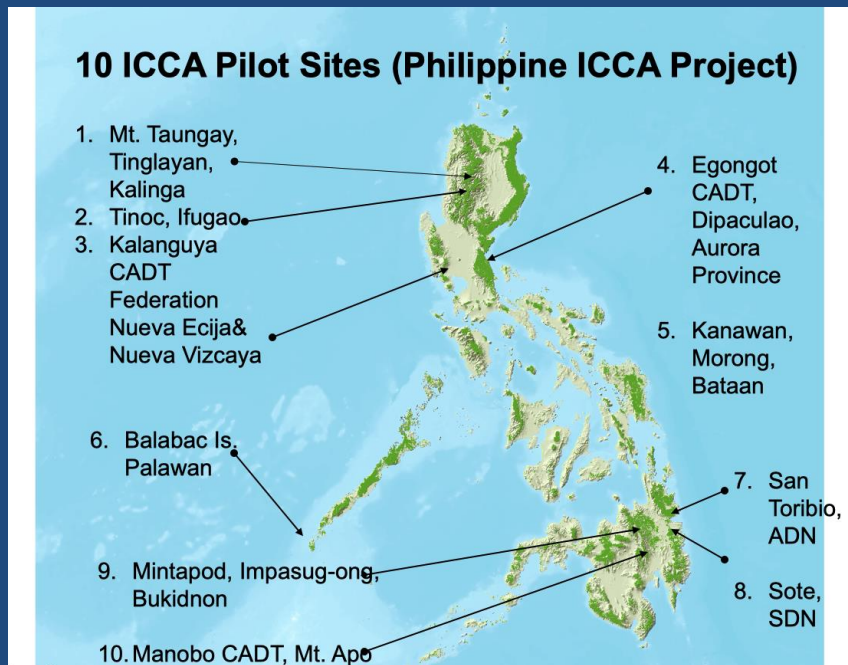 10 ICCA Pilot Sites (Philippine ICCA Project)
1. Mt. Taungay,
Tinglayan,
Kalinga
2. Tinoc, Ifugao
3. Kalanguya
CADT
Federation
Nueva Ecija&
Nueva Vizcaya
4. Egongot
CADT,
Dipaculao,
Aurora
Province
5. Kanawan,
Morong,
Bataan
6. Balabac Is.
Palawan
7. San
Toribio,
ADN
8. Sote,
SDN
9. Mintapod, Impasug-ong,
Bukidnon
10. Manobo CADT, Mt. Apo